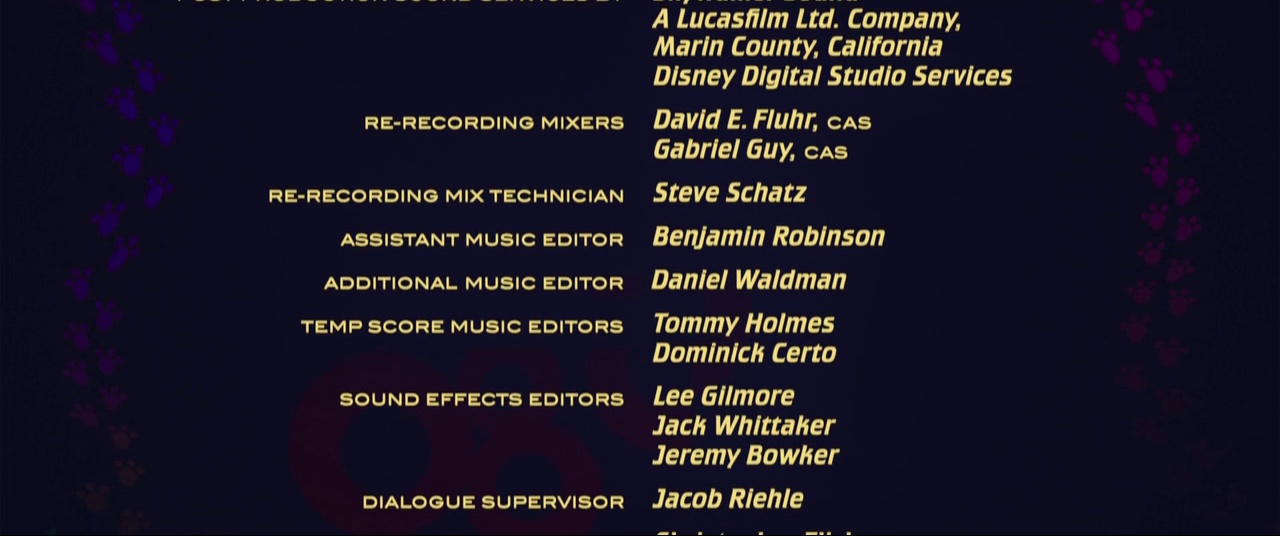 A Lucasfilm Ltd. Company,
Marin County, California
Disney Digital Studio Services
RE-RECORDING MIXERS David E. Fluhr, CAS
Gabriel Guy, CAS
RE-RECORDING MIX TECHNICIAN Steve Schatz
ASSISTANT MUSIC EDITOR Benjamin Robinson
ADDITIONAL MUSIC EDITOR Daniel Waldman
TEMP SCORE MUSIC EDITORS Tommy Holmes
Dominick Certo
SOUND EFFECTS EDITORS Lee Gilmore
Jack Whittaker
Jeremy Bowker
DIALOGUE SUPERVISOR Jacob Riehle